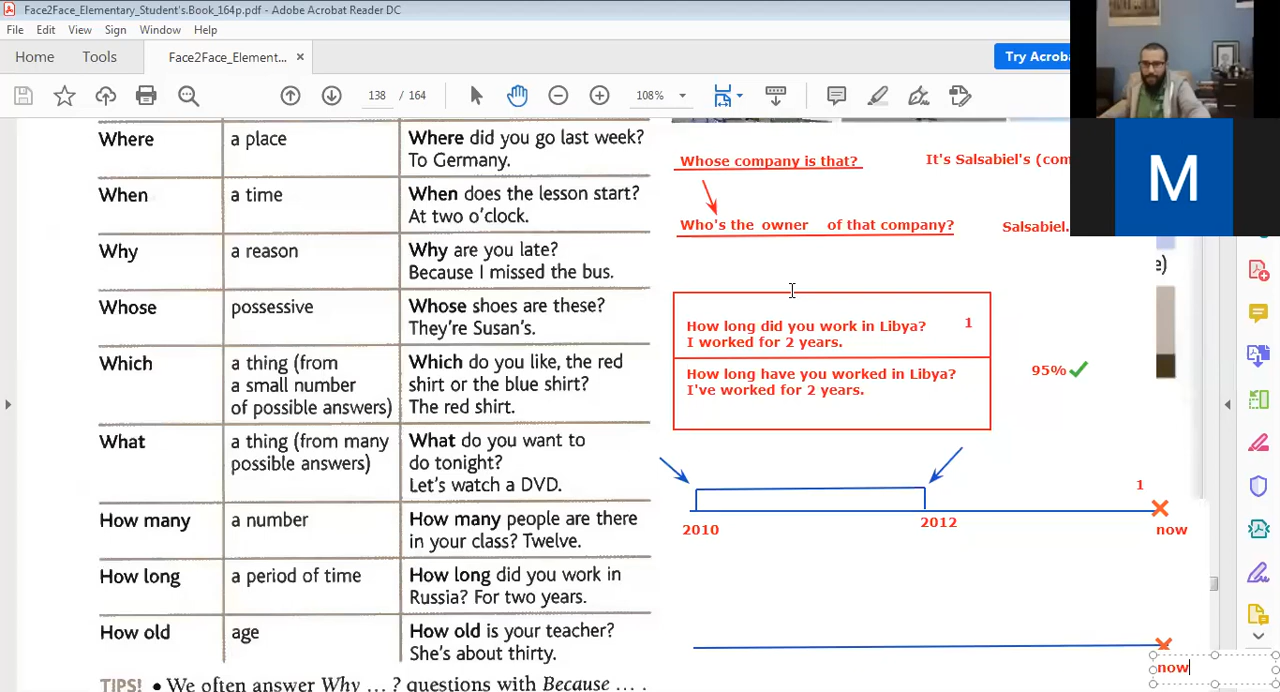 Face2Face_Elementary_Student's.Book_164p.pdf - Adobe Acrobat Reader DC
File Edit View Sign Window Help
Home Tools Face2Face_Element... × Try Acroba
138 / 164 108%
Where a place Where did you go last week?
To Germany.
When a time When does the lesson start?
At two o'clock.
Why a reason Why are you late?
Because I missed the bus.
Whose possessive Whose shoes are these?
They're Susan's.
Which a thing (from Which do you like, the red
a small number shirt or the blue shirt?
of possible answers) The red shirt.
What a thing (from many What do you want to
possible answers) do tonight?
Let's watch a DVD.
How many a number How many people are there
in your class? Twelve.
How long a period of time How long did you work in
Russia? For two years.
How old age How old is your teacher?
She's about thirty.
TIPS! • We often answer Why ... ? questions with Because ... .
Whose company is that? It's Salsabiel's (com
Who's the owner of that company? Salsabiel.
e)
How long did you work in Libya? 1
I worked for 2 years.
How long have you worked in Libya?
I've worked for 2 years.
95%
1
2010 2012 now
now
M